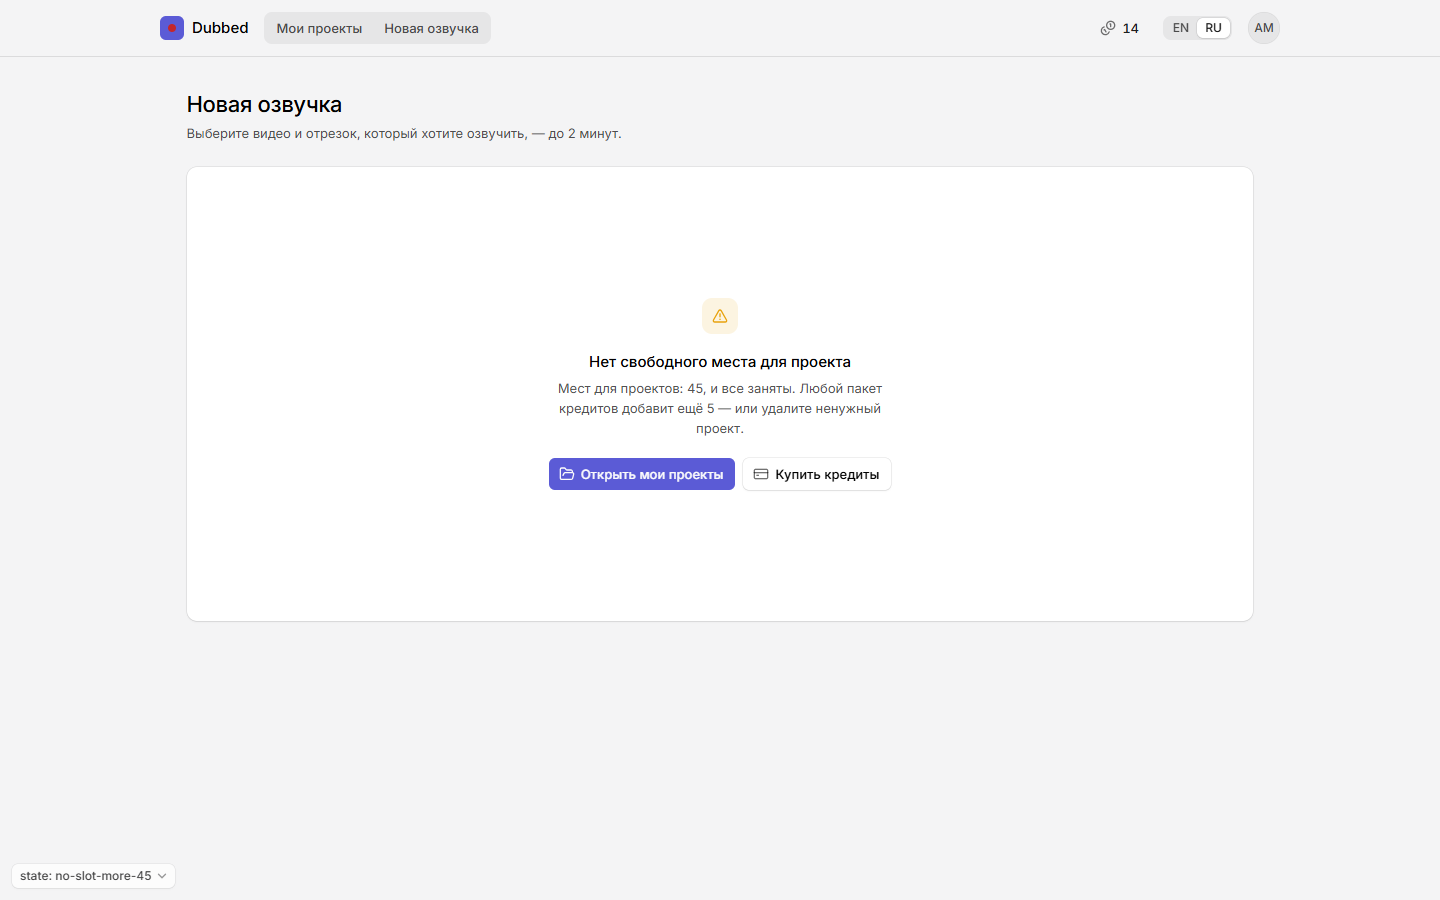 Dubbed
Мои проекты
Новая озвучка
14
EN
RU
AM
Новая озвучка
Выберите видео и отрезок, который хотите озвучить, — до 2 минут.
Нет свободного места для проекта
Мест для проектов: 45, и все заняты. Любой пакет
кредитов добавит ещё 5 — или удалите ненужный
проект.
Открыть мои проекты
Купить кредиты
state: no-slot-more-45